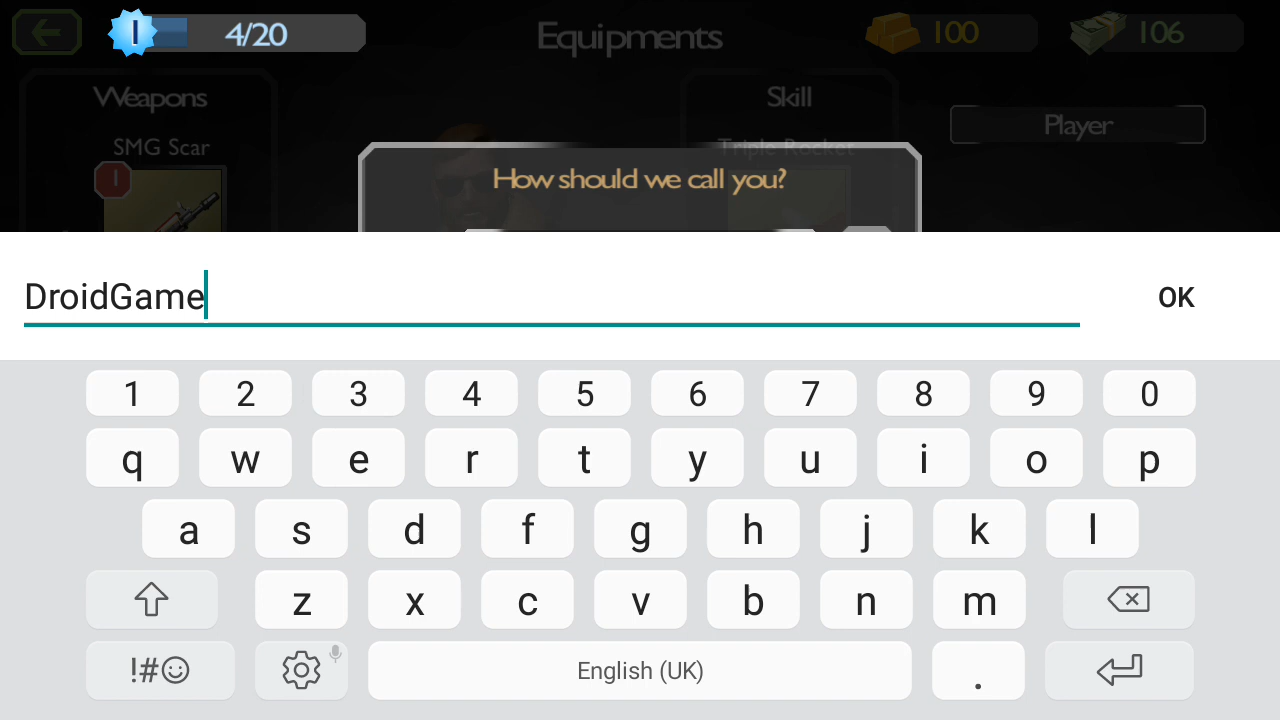 I 4/20 Equipments 100 106
Weapons Skill
Player
SMG Scar Triple Rocket
1
How should we call you?
DroidGame OK
1 2 3 4 5 6 7 8 9 0
q w e r t y u i o p
a s d f g h j k l
z x c v b n m
!#☺ English (UK) .